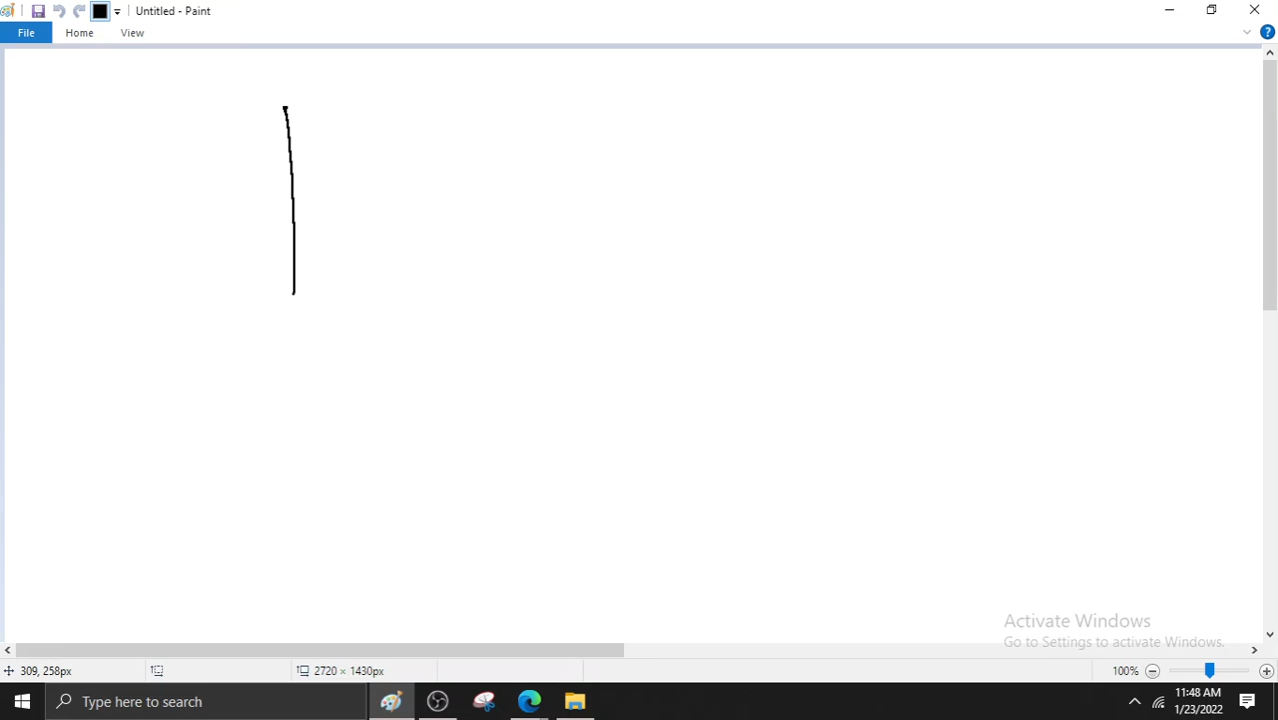 Untitled - Paint
File Home View
Activate Windows
Go to Settings to activate Windows.
309, 258px 2720 × 1430px 100%
Type here to search 11:48 AM
1/23/2022